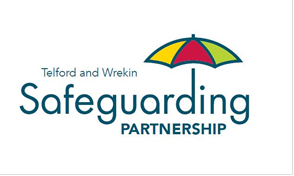 Telford and Wrekin
Safeguarding
PARTNERSHIP